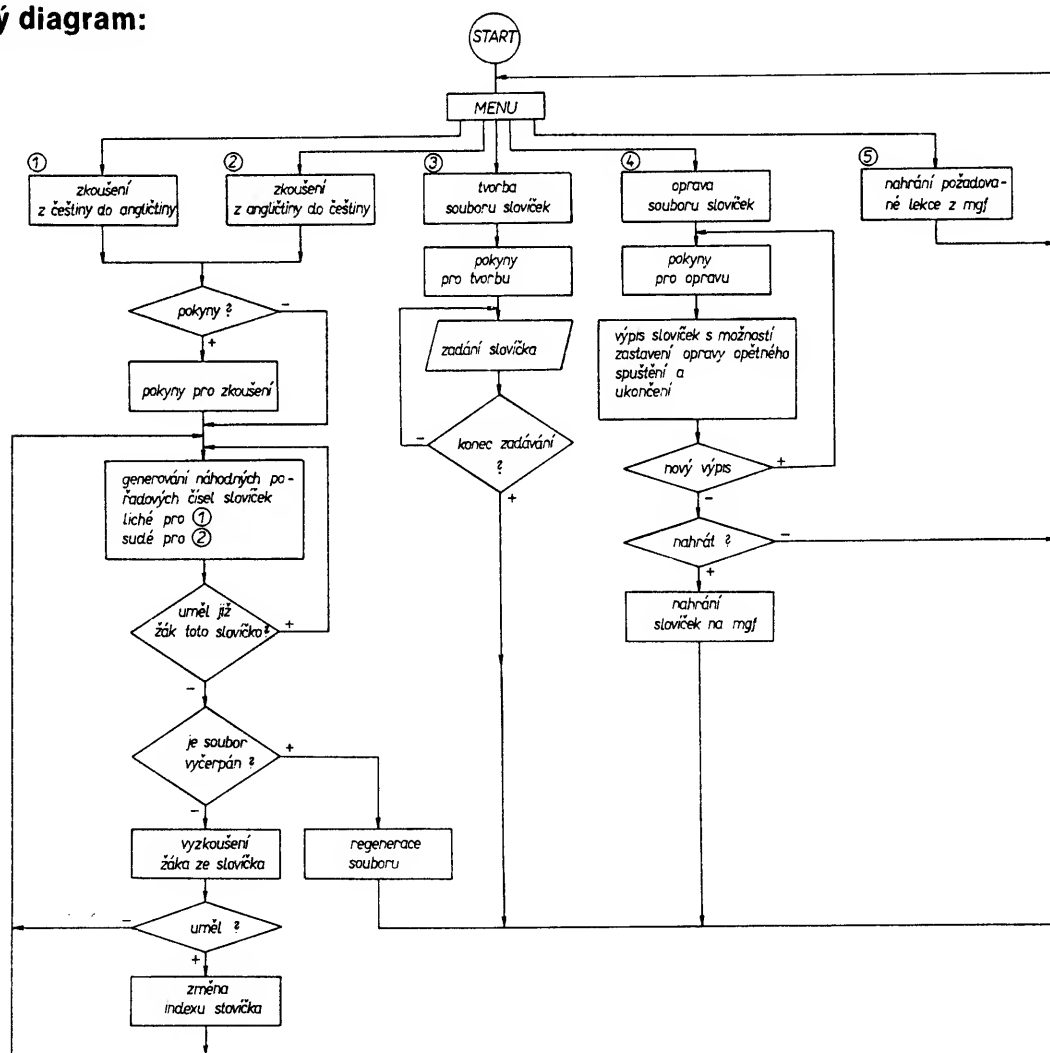 ý diagram:
START
MENU
1
zkoušení
z češtiny do angličtiny
2
zkoušení
z angličtiny do češtiny
3
tvorba
souboru slovíček
4
oprava
souboru slovíček
5
nahrání požadova-
né lekce z mgf
pokyny ?
-
+
pokyny pro zkoušení
generování náhodných po-
řadových čísel slovíček
liché pro 1
sudé pro 2
uměl již
žák toto slovíčko?
+
-
je soubor
vyčerpán ?
+
-
vyzkoušení
žáka ze slovíčka
regenerace
souboru
uměl ?
-
+
změna
indexu slovíčka
pokyny
pro tvorbu
zadání slovíčka
konec zadávání
?
-
+
pokyny
pro opravu
výpis slovíček s možností
zastavení opravy opětného
spuštění a
ukončení
nový výpis
+
-
nahrát ?
-
+
nahrání
slovíček na mgf